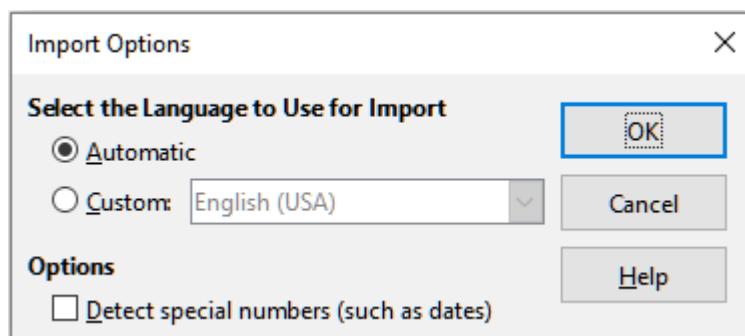 Import Options
Select the Language to Use for Import
Automatic
Custom: English (USA)
Options
Detect special numbers (such as dates)
OK
Cancel
Help